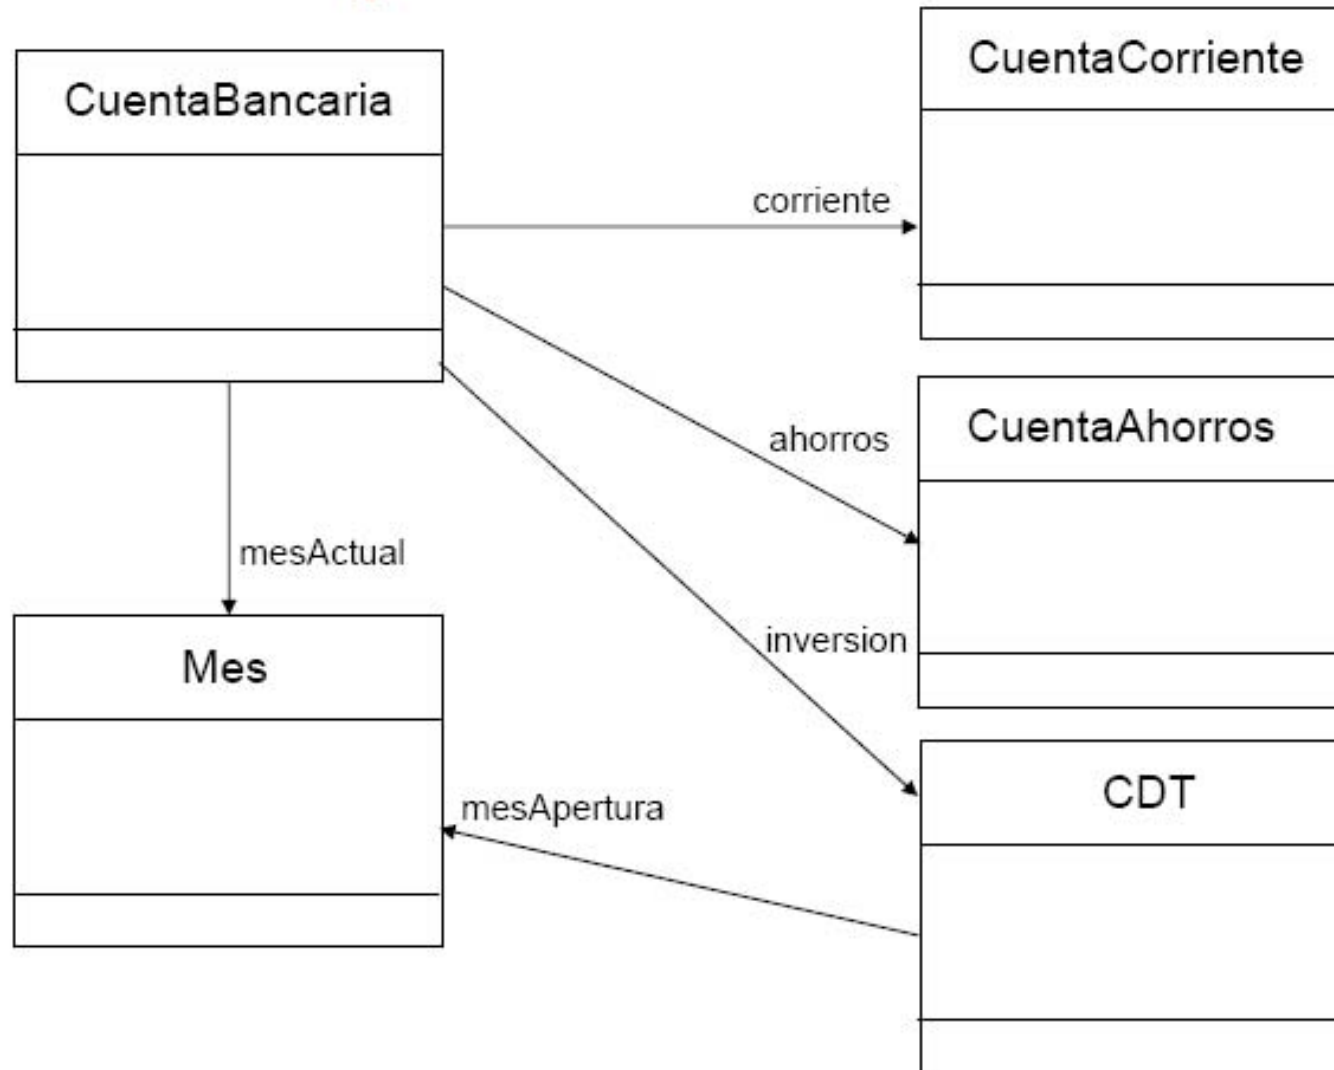 CuentaBancaria
CuentaCorriente
corriente
ahorros
CuentaAhorros
mesActual
inversion
Mes
mesApertura
CDT